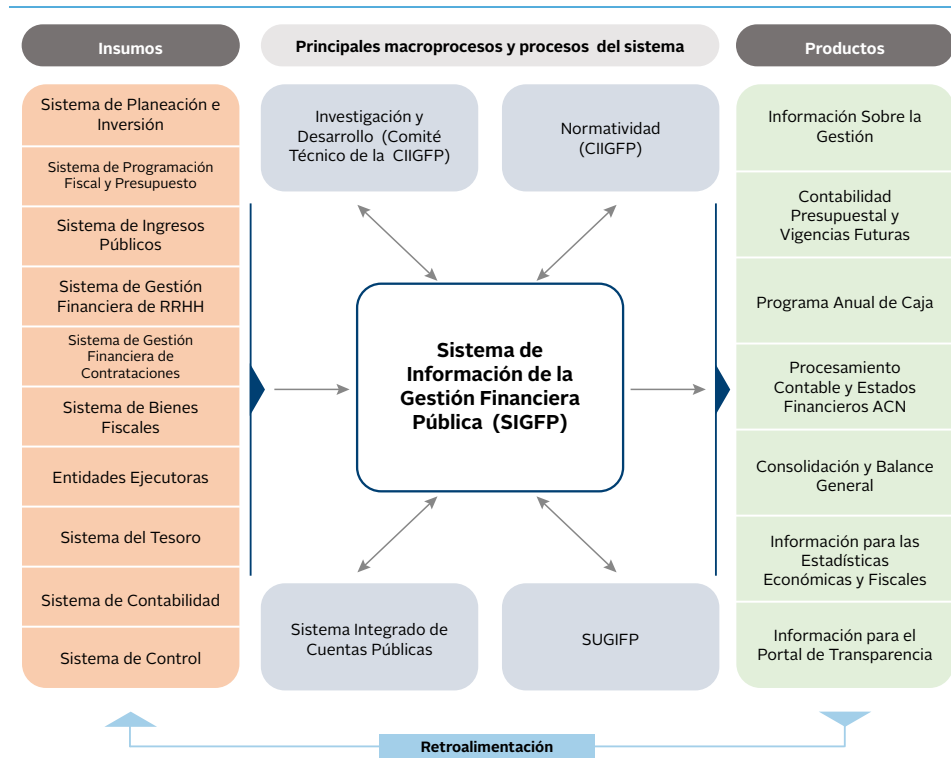 Insumos
Sistema de Planeación e
Inversión
Sistema de Programación
Fiscal y Presupuesto
Sistema de Ingresos
Públicos
Sistema de Gestión
Financiera de RRHH
Sistema de Gestión
Financiera de
Contrataciones
Sistema de Bienes
Fiscales
Entidades Ejecutoras
Sistema del Tesoro
Sistema de Contabilidad
Sistema de Control
Principales macroprocesos y procesos del sistema
Investigación y
Desarrollo (Comité
Técnico de la CIIGFP)
Normatividad
(CIIGFP)
Sistema de
Información de la
Gestión Financiera
Pública (SIGFP)
Sistema Integrado de
Cuentas Públicas
SUGIFP
Productos
Información Sobre la
Gestión
Contabilidad
Presupuestal y
Vigencias Futuras
Programa Anual de Caja
Procesamiento
Contable y Estados
Financieros ACN
Consolidación y Balance
General
Información para las
Estadísticas
Económicas y Fiscales
Información para el
Portal de Transparencia
Retroalimentación